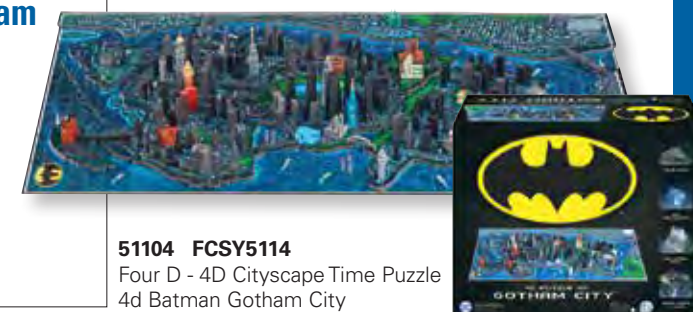 am
51104 FCSY5114
Four D - 4D Cityscape Time Puzzle
4d Batman Gotham City
GOTHAM CITY